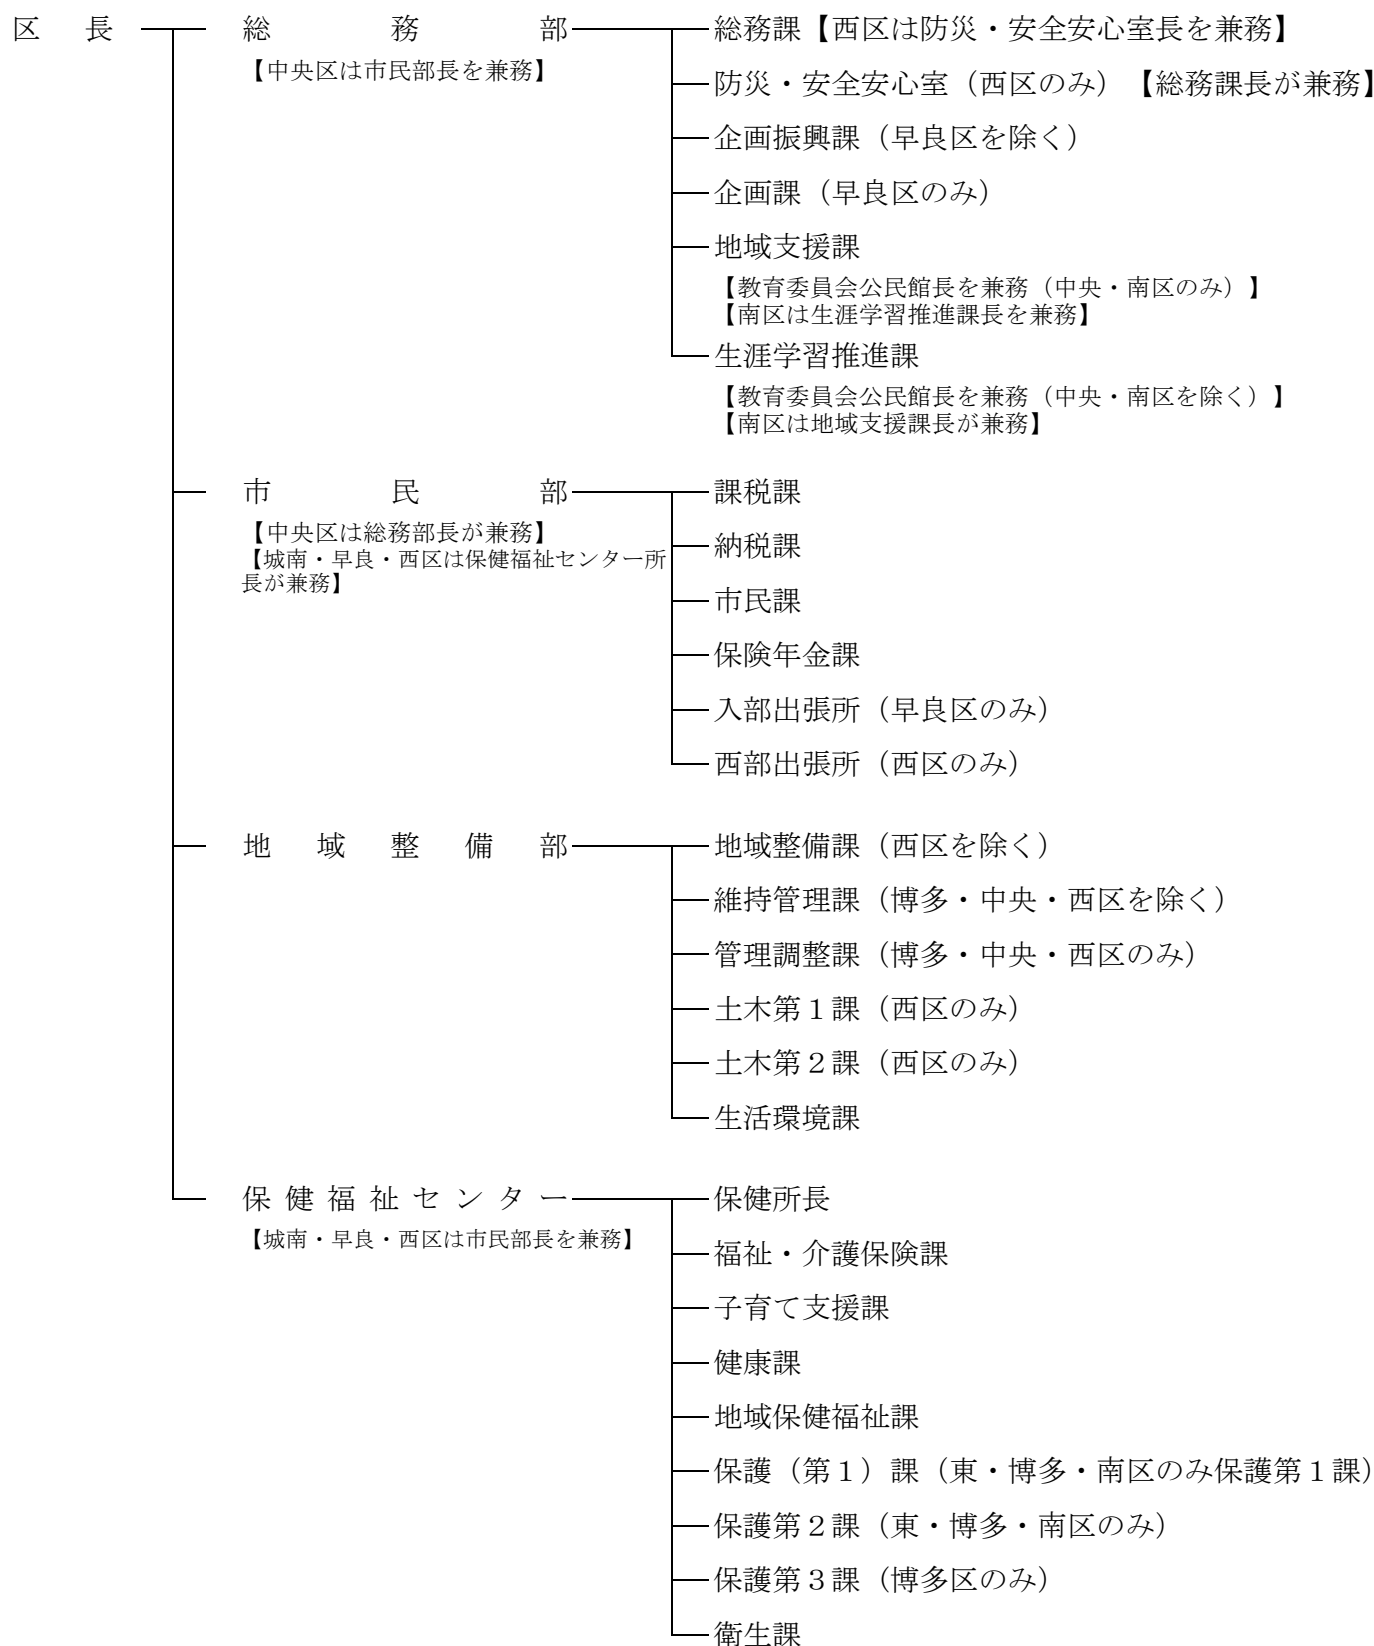 区長 総務部 総務課【西区は防災・安全安心室長を兼務】
【中央区は市民部長を兼務】
防災・安全安心室（西区のみ）【総務課長が兼務】
企画振興課（早良区を除く）
企画課（早良区のみ）
地域支援課
【教育委員会公民館長を兼務（中央・南区のみ）】
【南区は生涯学習推進課長を兼務】
生涯学習推進課
【教育委員会公民館長を兼務（中央・南区を除く）】
【南区は地域支援課長が兼務】
市民部 課税課
【中央区は総務部長が兼務】
【城南・早良・西区は保健福祉センター所
長が兼務】
納税課
市民課
保険年金課
入部出張所（早良区のみ）
西部出張所（西区のみ）
地域整備部 地域整備課（西区を除く）
維持管理課（博多・中央・西区を除く）
管理調整課（博多・中央・西区のみ）
土木第１課（西区のみ）
土木第２課（西区のみ）
生活環境課
保健福祉センター 保健所長
【城南・早良・西区は市民部長を兼務】
福祉・介護保険課
子育て支援課
健康課
地域保健福祉課
保護（第１）課（東・博多・南区のみ保護第１課）
保護第２課（東・博多・南区のみ）
保護第３課（博多区のみ）
衛生課